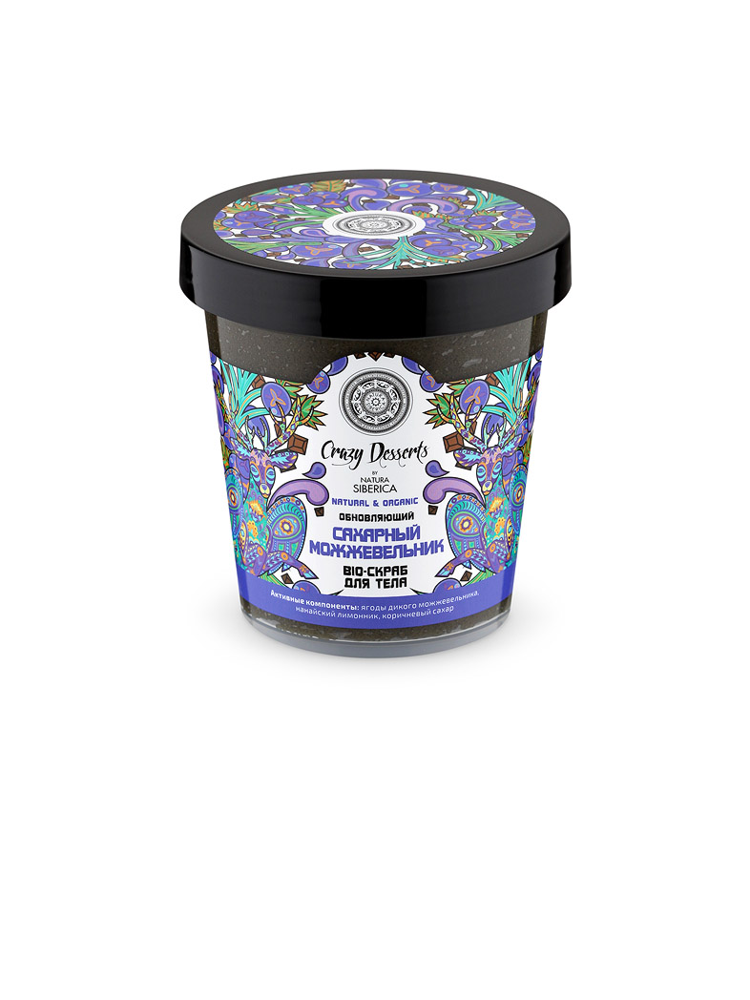 Crazy Desserts
BY
NATURA
SIBERICA
NATURAL & ORGANIC
ОБНОВЛЯЮЩИЙ
САХАРНЫЙ
МОЖЖЕВЕЛЬНИК
BIO-СКРАБ
ДЛЯ ТЕЛА
Активные компоненты: ягоды дикого можжевельника,
нанайский лимонник, коричневый сахар